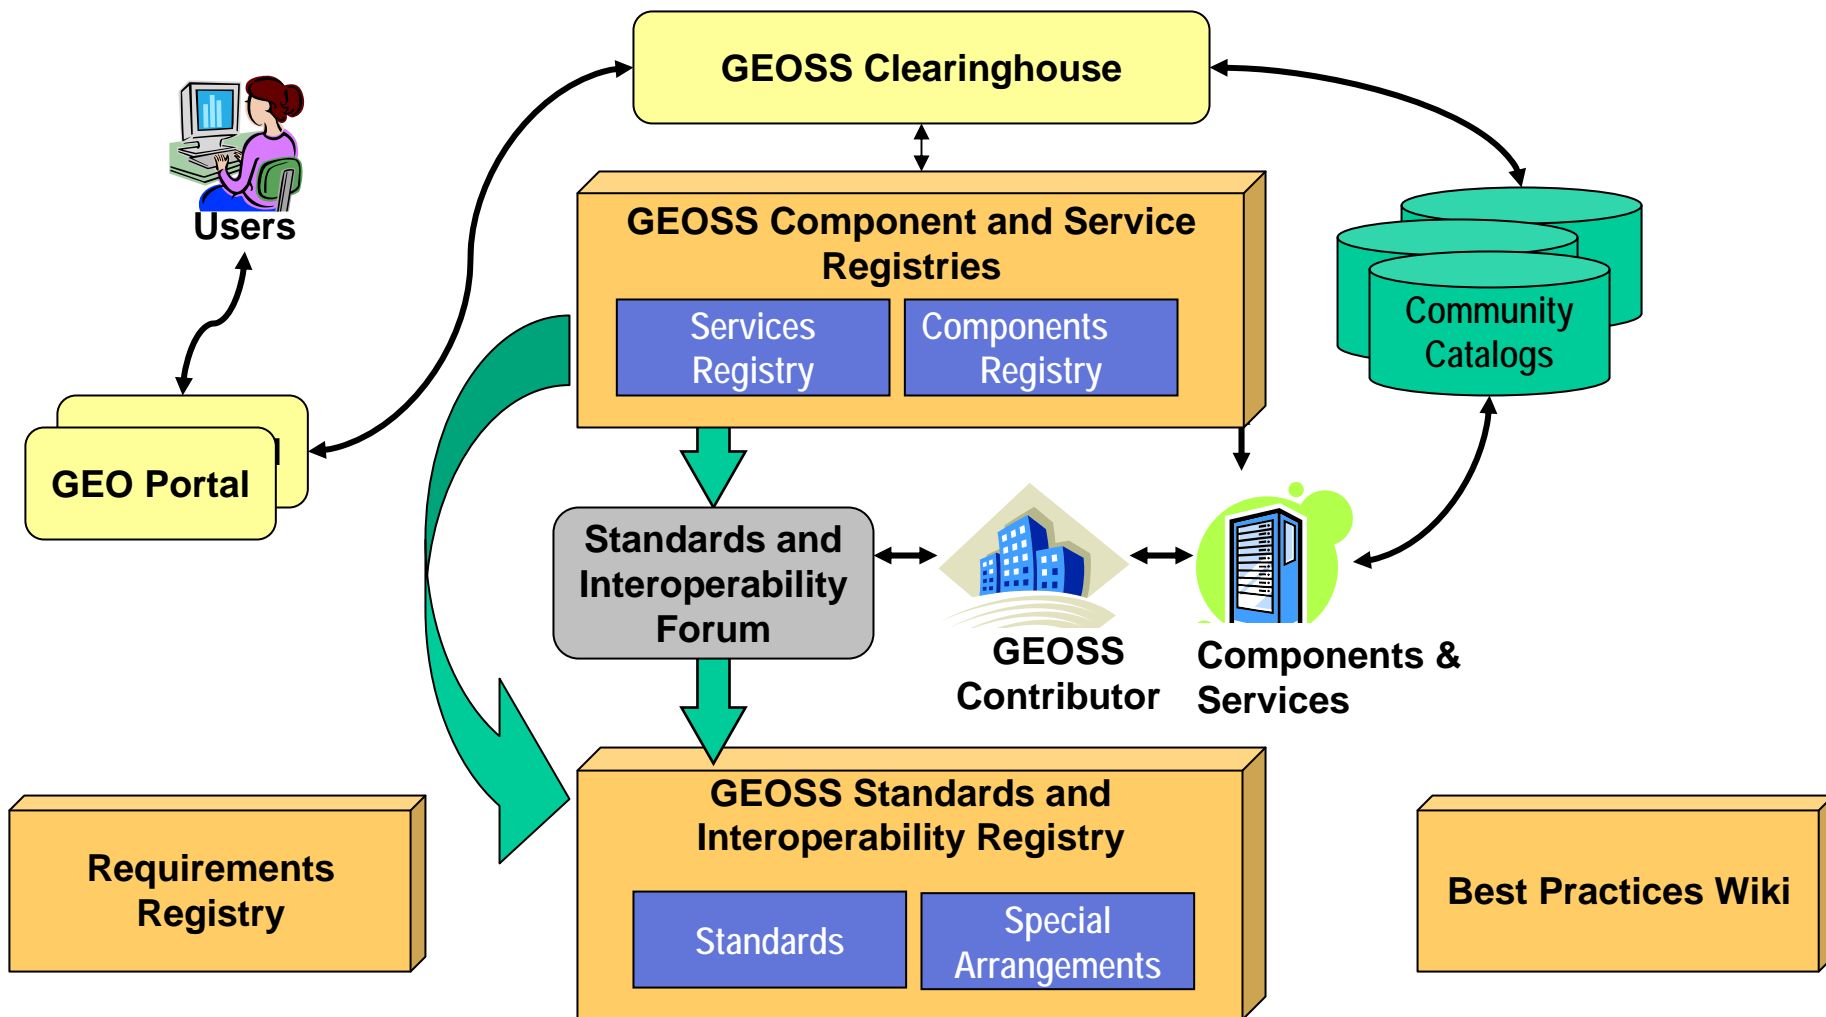 GEOSS Clearinghouse
Users
GEOSS Component and Service
Registries
Services
Registry
Components
Registry
Community
Catalogs
GEO Portal
Standards and
Interoperability
Forum
GEOSS
Contributor
Components &
Services
GEOSS Standards and
Interoperability Registry
Standards
Special
Arrangements
Requirements
Registry
Best Practices Wiki